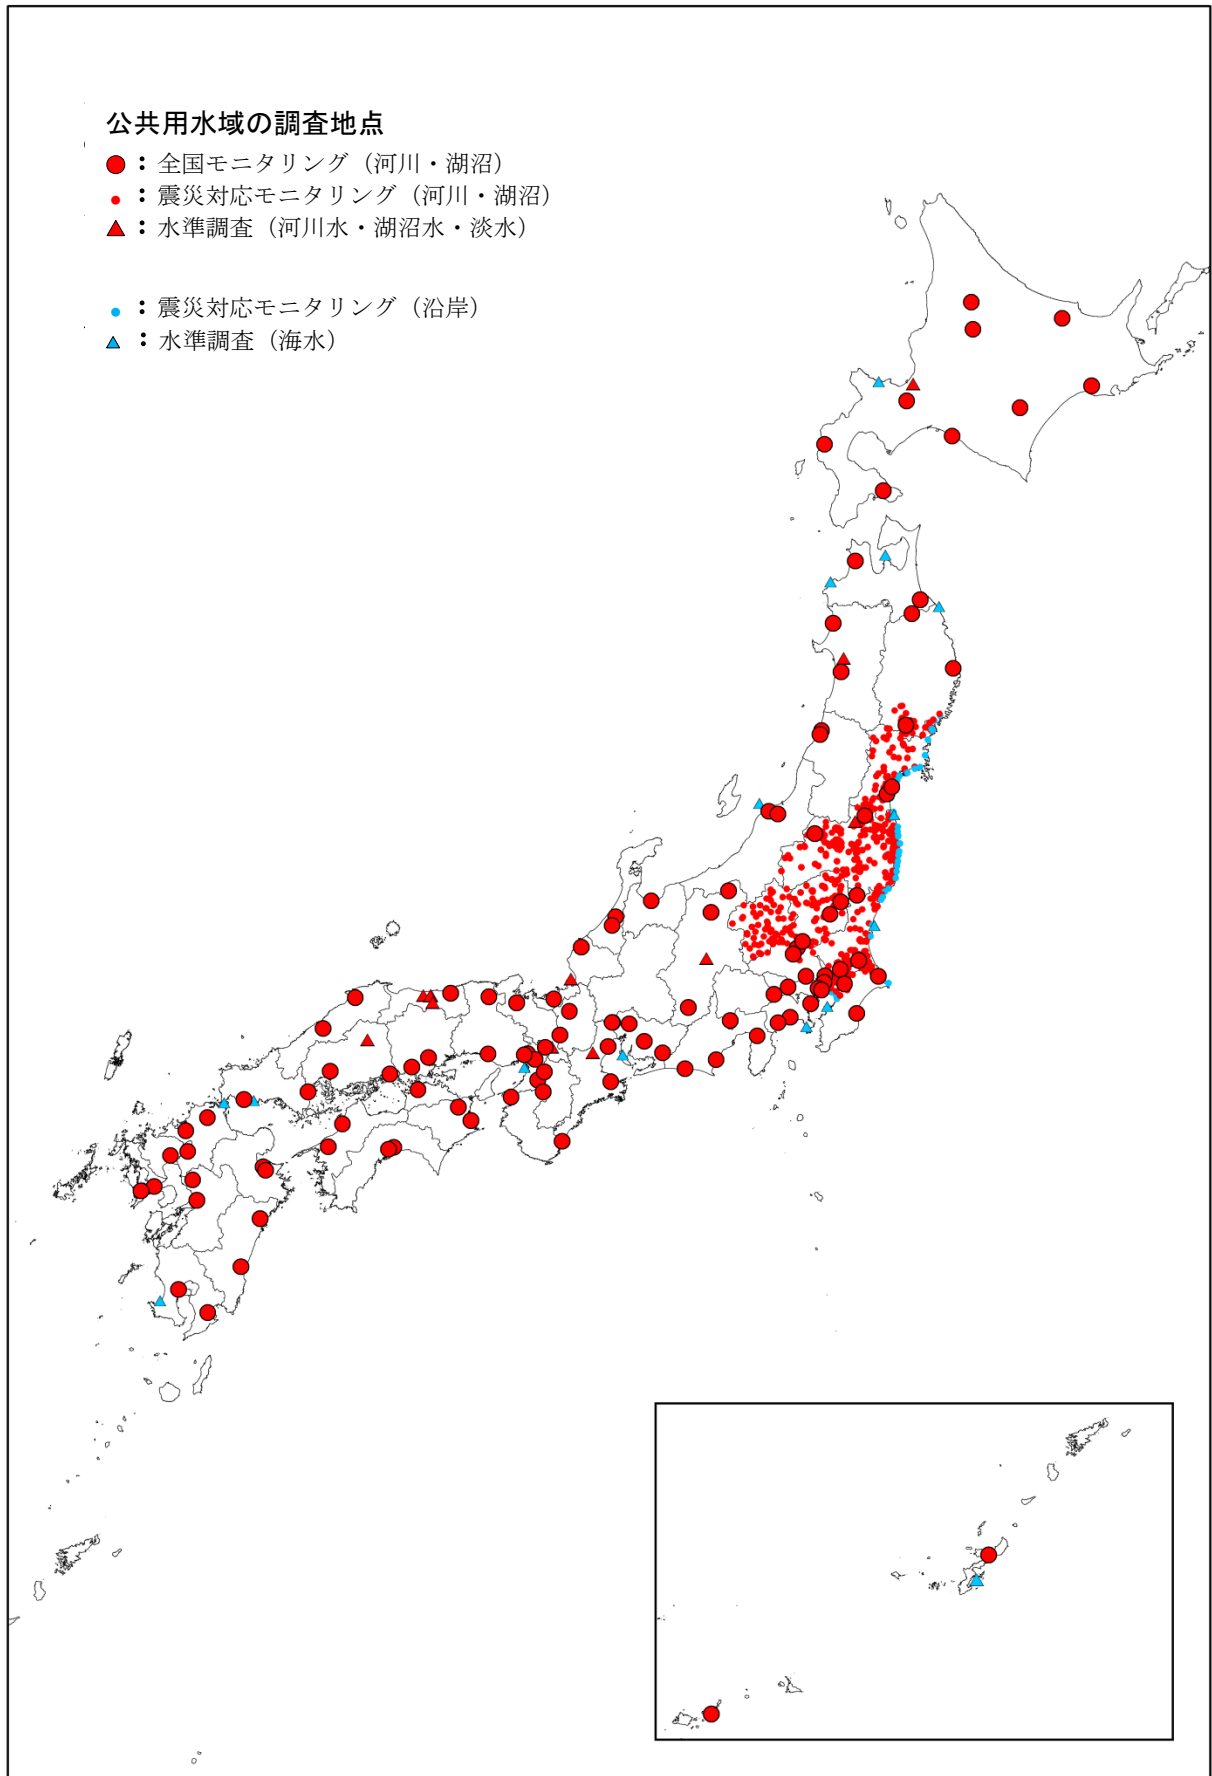 公共用水域の調査地点
：全国モニタリング（河川・湖沼）
：震災対応モニタリング（河川・湖沼）
：水準調査（河川水・湖沼水・淡水）
：震災対応モニタリング（沿岸）
：水準調査（海水）